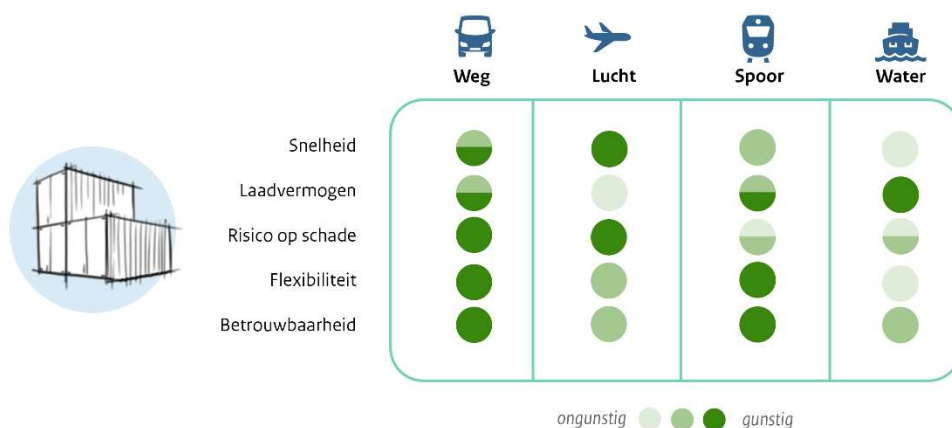 Weg Lucht Spoor Water
Snelheid
Laadvermogen
Risico op schade
Flexibiliteit
Betrouwbaarheid
ongunstig gunstig